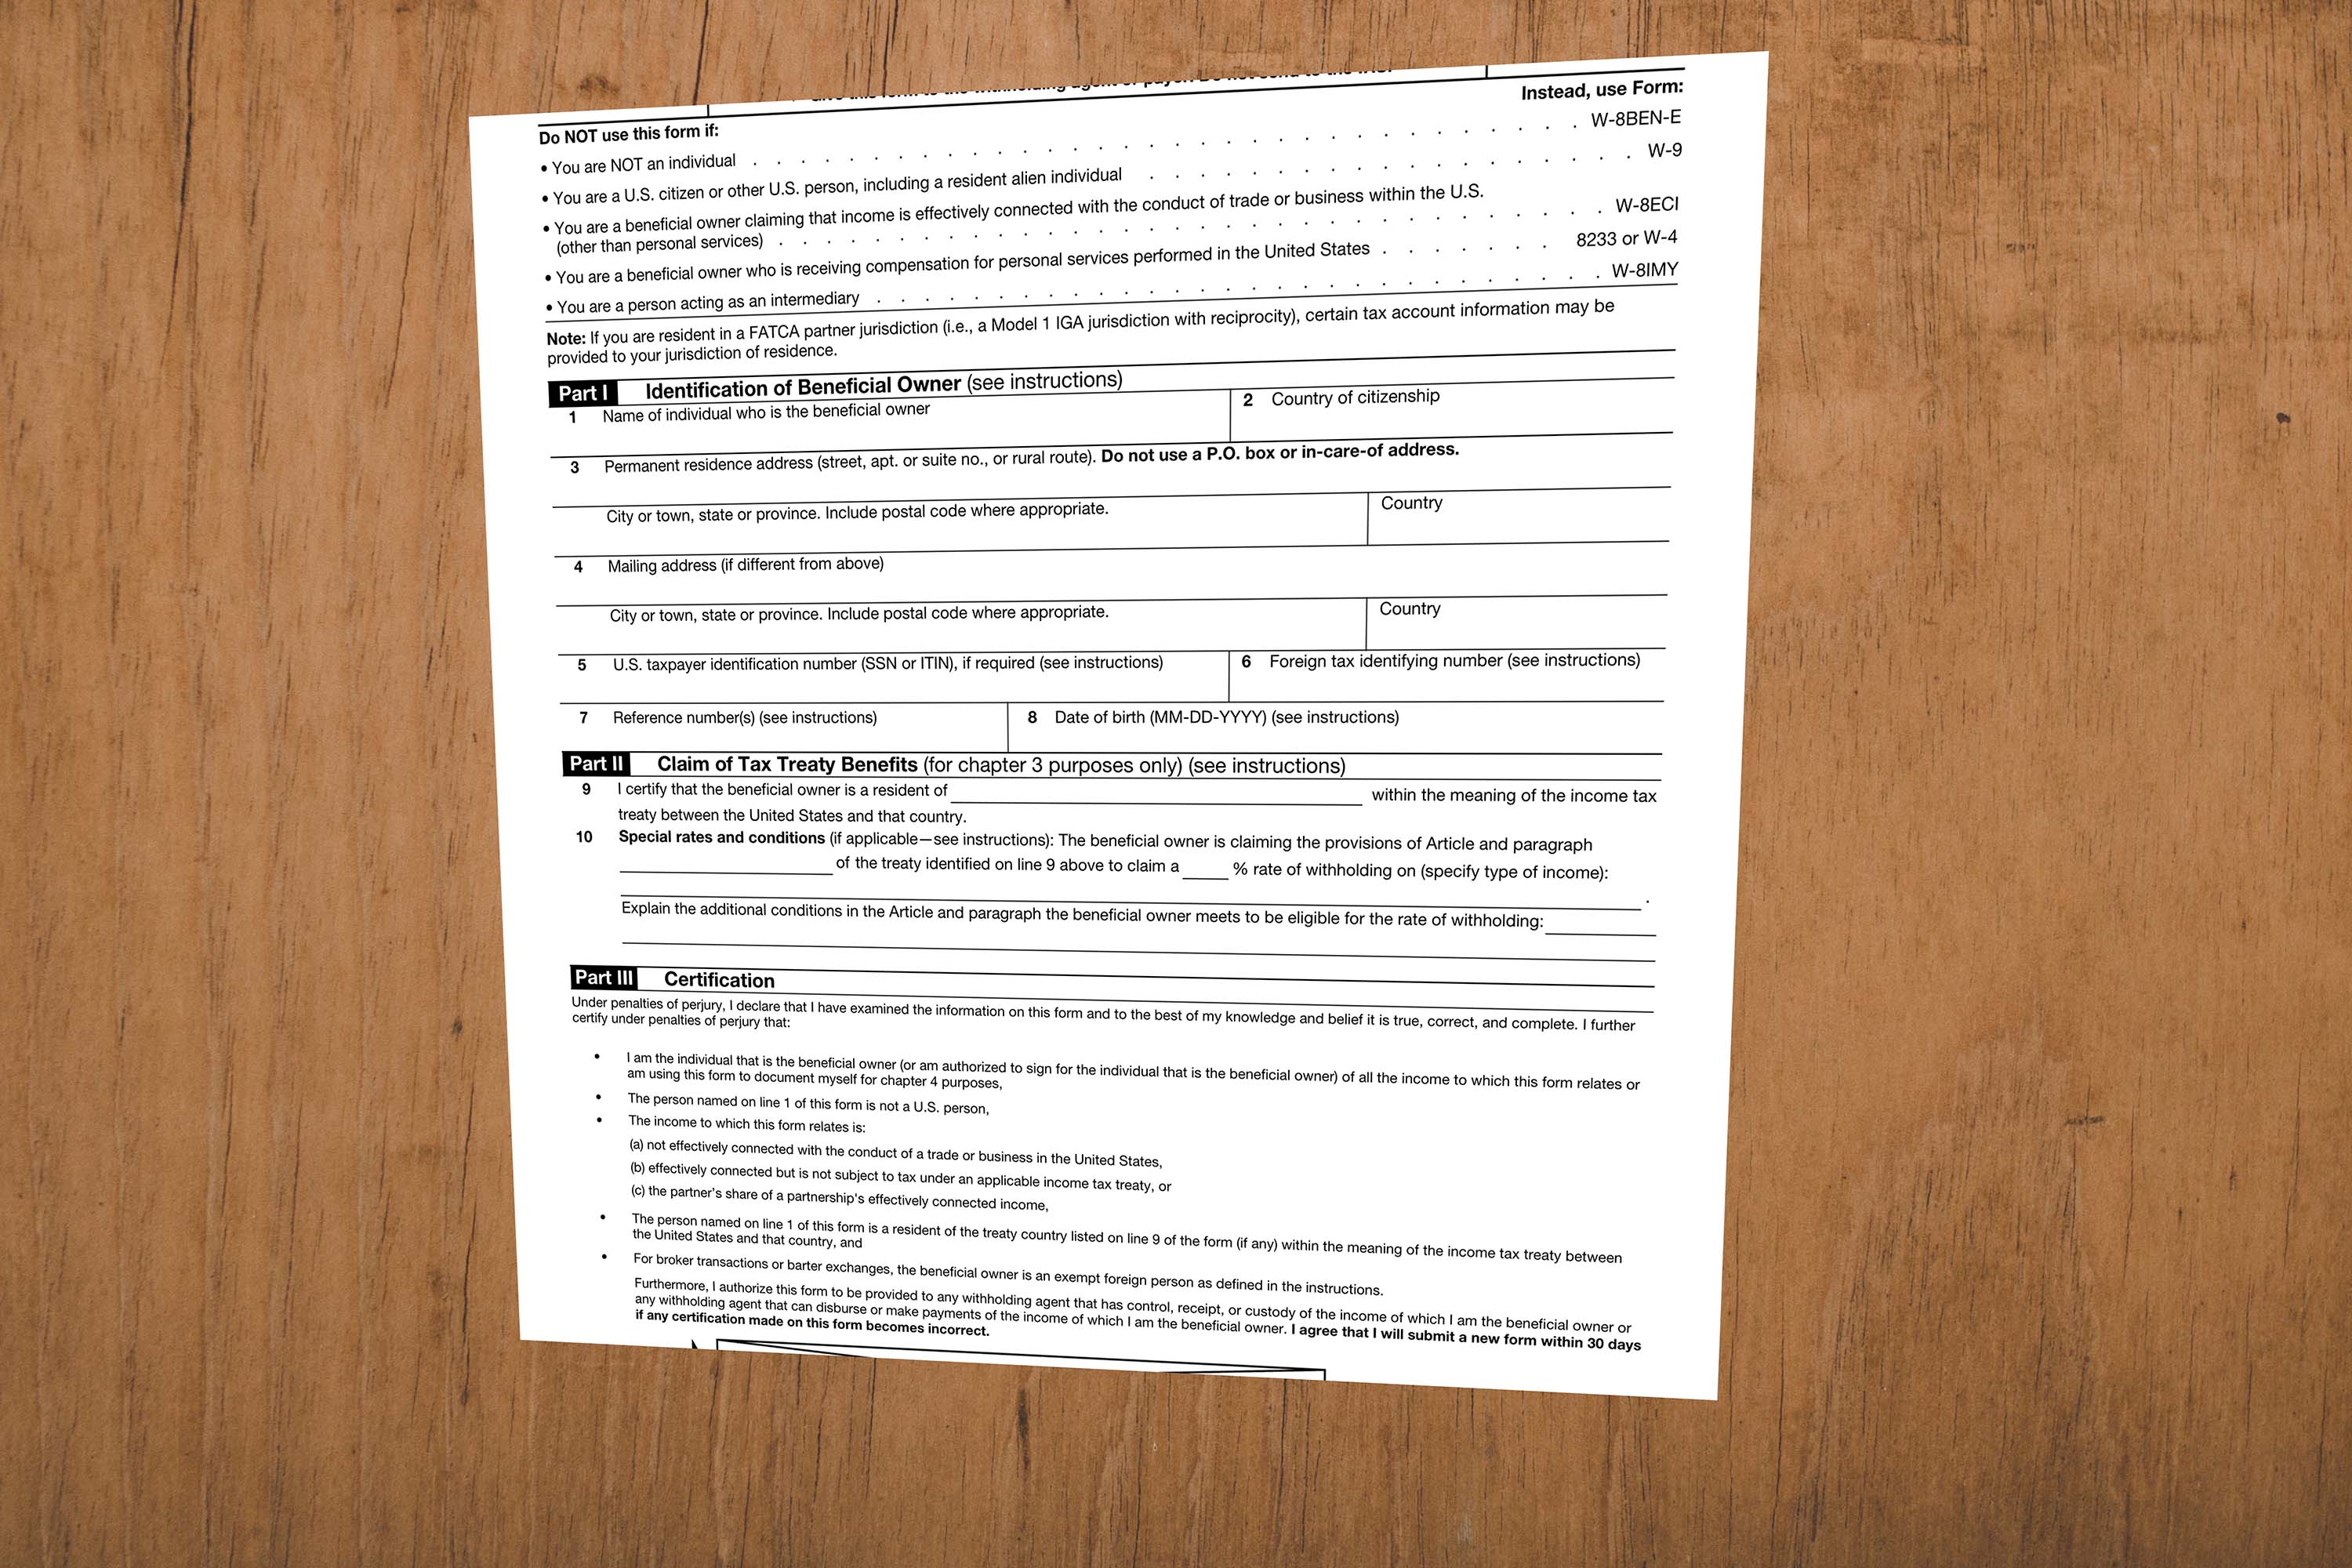 Give this form to the withholding agent or payer. Do not send to the IRS.
Do NOT use this form if:
Instead, use Form:
• You are NOT an individual . . . W-8BEN-E
• You are a U.S. citizen or other U.S. person, including a resident alien individual . . . W-9
• You are a beneficial owner claiming that income is effectively connected with the conduct of trade or business within the U.S.
(other than personal services) . . . W-8ECI
• You are a beneficial owner who is receiving compensation for personal services performed in the United States . . . 8233 or W-4
• You are a person acting as an intermediary . . . W-8IMY
Note: If you are resident in a FATCA partner jurisdiction (i.e., a Model 1 IGA jurisdiction with reciprocity), certain tax account information may be
provided to your jurisdiction of residence.
Part I Identification of Beneficial Owner (see instructions)
1 Name of individual who is the beneficial owner
2 Country of citizenship
3 Permanent residence address (street, apt. or suite no., or rural route). Do not use a P.O. box or in-care-of address.
City or town, state or province. Include postal code where appropriate.
Country
4 Mailing address (if different from above)
City or town, state or province. Include postal code where appropriate.
Country
5 U.S. taxpayer identification number (SSN or ITIN), if required (see instructions)
6 Foreign tax identifying number (see instructions)
7 Reference number(s) (see instructions)
8 Date of birth (MM-DD-YYYY) (see instructions)
Part II Claim of Tax Treaty Benefits (for chapter 3 purposes only) (see instructions)
9 I certify that the beneficial owner is a resident of ____ within the meaning of the income tax
treaty between the United States and that country.
10 Special rates and conditions (if applicable—see instructions): The beneficial owner is claiming the provisions of Article and paragraph
____ of the treaty identified on line 9 above to claim a ____ % rate of withholding on (specify type of income):
____ .
Explain the additional conditions in the Article and paragraph the beneficial owner meets to be eligible for the rate of withholding: ____
Part III Certification
Under penalties of perjury, I declare that I have examined the information on this form and to the best of my knowledge and belief it is true, correct, and complete. I further
certify under penalties of perjury that:
• I am the individual that is the beneficial owner (or am authorized to sign for the individual that is the beneficial owner) of all the income to which this form relates or
am using this form to document myself for chapter 4 purposes,
• The person named on line 1 of this form is not a U.S. person,
• The income to which this form relates is:
(a) not effectively connected with the conduct of a trade or business in the United States,
(b) effectively connected but is not subject to tax under an applicable income tax treaty, or
(c) the partner's share of a partnership's effectively connected income,
• The person named on line 1 of this form is a resident of the treaty country listed on line 9 of the form (if any) within the meaning of the income tax treaty between
the United States and that country, and
• For broker transactions or barter exchanges, the beneficial owner is an exempt foreign person as defined in the instructions.
Furthermore, I authorize this form to be provided to any withholding agent that has control, receipt, or custody of the income of which I am the beneficial owner or
any withholding agent that can disburse or make payments of the income of which I am the beneficial owner. I agree that I will submit a new form within 30 days
if any certification made on this form becomes incorrect.